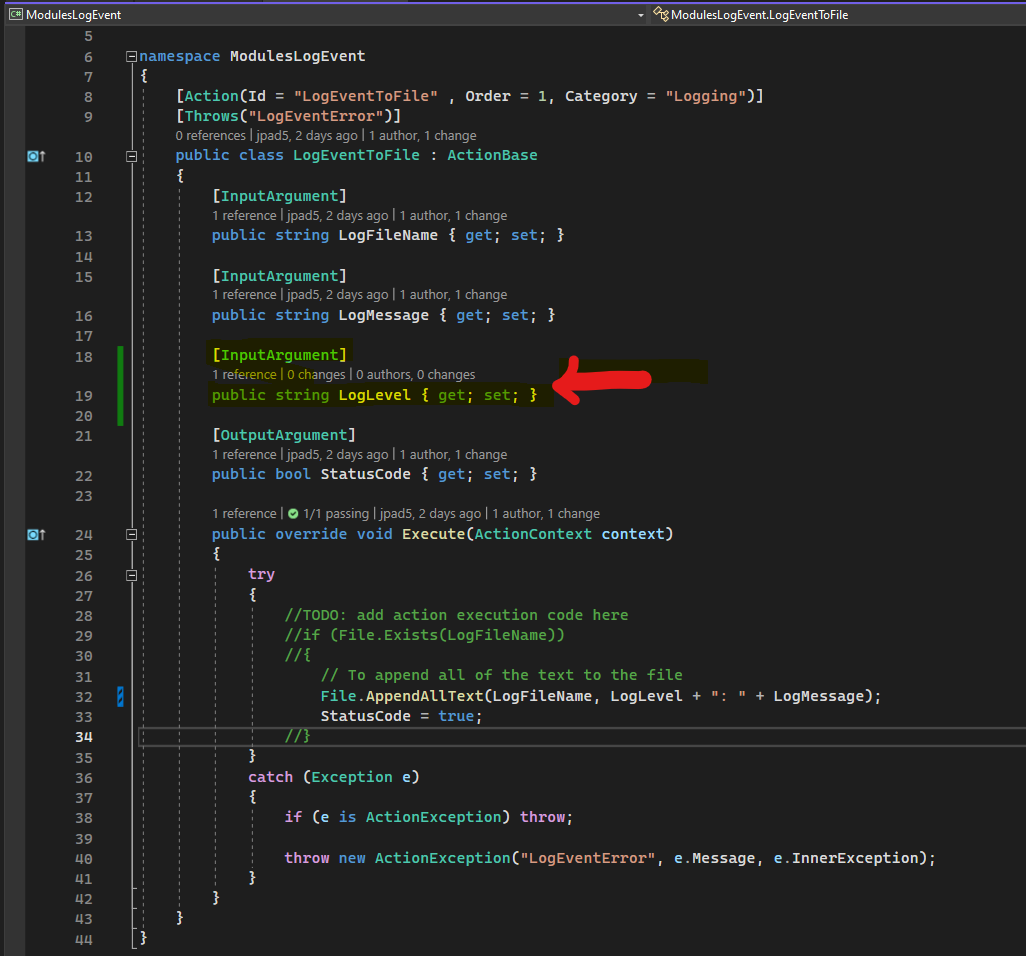 C# ModulesLogEvent
ModulesLogEvent.LogEventToFile
5
6 namespace ModulesLogEvent
7 {
8 [Action(Id = "LogEventToFile" , Order = 1, Category = "Logging")]
9 [Throws("LogEventError")]
0 references | jpad5, 2 days ago | 1 author, 1 change
10 public class LogEventToFile : ActionBase
11 {
12 [InputArgument]
1 reference | jpad5, 2 days ago | 1 author, 1 change
13 public string LogFileName { get; set; }
14
15 [InputArgument]
1 reference | jpad5, 2 days ago | 1 author, 1 change
16 public string LogMessage { get; set; }
17
18 [InputArgument]
1 reference | 0 changes | 0 authors, 0 changes
19 public string LogLevel { get; set; }
20
21 [OutputArgument]
1 reference | jpad5, 2 days ago | 1 author, 1 change
22 public bool StatusCode { get; set; }
23
1 reference | 1/1 passing | jpad5, 2 days ago | 1 author, 1 change
24 public override void Execute(ActionContext context)
25 {
26 try
27 {
28 //TODO: add action execution code here
29 //if (File.Exists(LogFileName))
30 //{
31 // To append all of the text to the file
32 File.AppendAllText(LogFileName, LogLevel + ": " + LogMessage);
33 StatusCode = true;
34 //}
35 }
36 catch (Exception e)
37 {
38 if (e is ActionException) throw;
39
40 throw new ActionException("LogEventError", e.Message, e.InnerException);
41 }
42 }
43 }
44 }